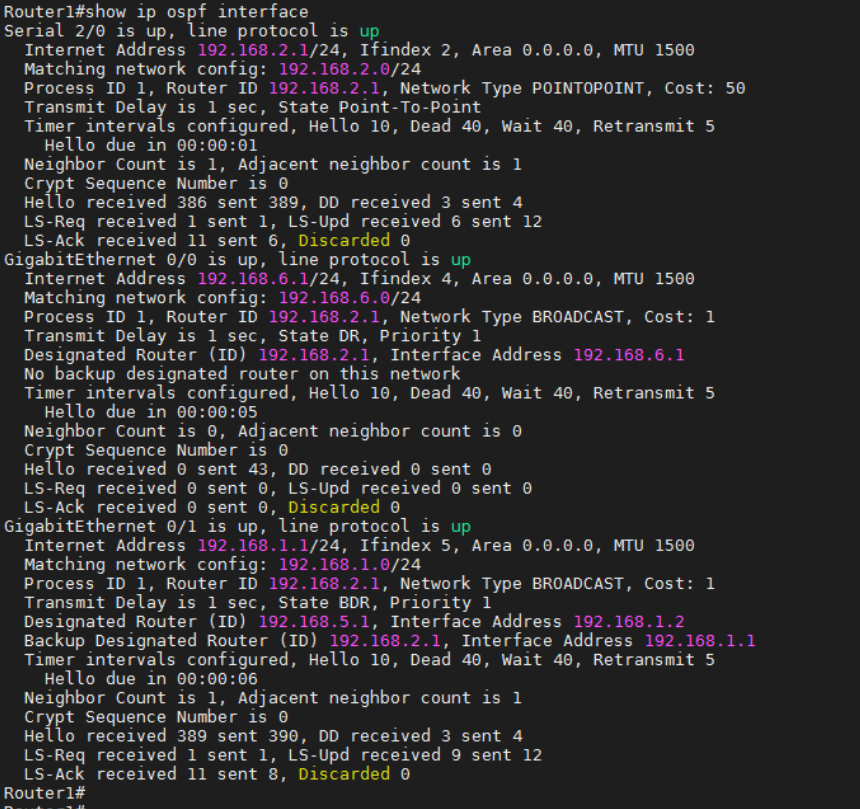 Router1#show ip ospf interface
Serial 2/0 is up, line protocol is up
Internet Address 192.168.2.1/24, Ifindex 2, Area 0.0.0.0, MTU 1500
Matching network config: 192.168.2.0/24
Process ID 1, Router ID 192.168.2.1, Network Type POINTOPOINT, Cost: 50
Transmit Delay is 1 sec, State Point-To-Point
Timer intervals configured, Hello 10, Dead 40, Wait 40, Retransmit 5
Hello due in 00:00:01
Neighbor Count is 1, Adjacent neighbor count is 1
Crypt Sequence Number is 0
Hello received 386 sent 389, DD received 3 sent 4
LS-Req received 1 sent 1, LS-Upd received 6 sent 12
LS-Ack received 11 sent 6, Discarded 0
GigabitEthernet 0/0 is up, line protocol is up
Internet Address 192.168.6.1/24, Ifindex 4, Area 0.0.0.0, MTU 1500
Matching network config: 192.168.6.0/24
Process ID 1, Router ID 192.168.2.1, Network Type BROADCAST, Cost: 1
Transmit Delay is 1 sec, State DR, Priority 1
Designated Router (ID) 192.168.2.1, Interface Address 192.168.6.1
No backup designated router on this network
Timer intervals configured, Hello 10, Dead 40, Wait 40, Retransmit 5
Hello due in 00:00:05
Neighbor Count is 0, Adjacent neighbor count is 0
Crypt Sequence Number is 0
Hello received 0 sent 43, DD received 0 sent 0
LS-Req received 0 sent 0, LS-Upd received 0 sent 0
LS-Ack received 0 sent 0, Discarded 0
GigabitEthernet 0/1 is up, line protocol is up
Internet Address 192.168.1.1/24, Ifindex 5, Area 0.0.0.0, MTU 1500
Matching network config: 192.168.1.0/24
Process ID 1, Router ID 192.168.2.1, Network Type BROADCAST, Cost: 1
Transmit Delay is 1 sec, State BDR, Priority 1
Designated Router (ID) 192.168.5.1, Interface Address 192.168.1.2
Backup Designated Router (ID) 192.168.2.1, Interface Address 192.168.1.1
Timer intervals configured, Hello 10, Dead 40, Wait 40, Retransmit 5
Hello due in 00:00:06
Neighbor Count is 1, Adjacent neighbor count is 1
Crypt Sequence Number is 0
Hello received 389 sent 390, DD received 3 sent 4
LS-Req received 1 sent 1, LS-Upd received 9 sent 12
LS-Ack received 11 sent 8, Discarded 0
Router1#